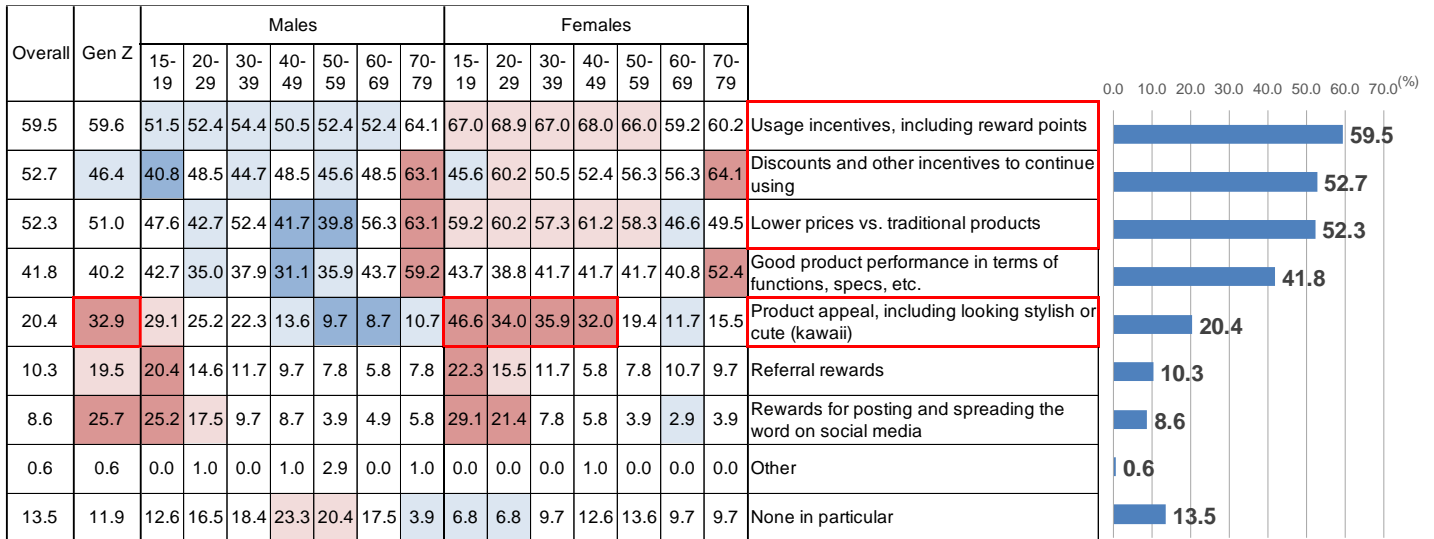 Males Females
Overall Gen Z 15-19 20-29 30-39 40-49 50-59 60-69 70-79 15-19 20-29 30-39 40-49 50-59 60-69 70-79
0.0 10.0 20.0 30.0 40.0 50.0 60.0 70.0 (%)
59.5 59.6 51.5 52.4 54.4 50.5 52.4 52.4 64.1 67.0 68.9 67.0 68.0 66.0 59.2 60.2 Usage incentives, including reward points 59.5
52.7 46.4 40.8 48.5 44.7 48.5 45.6 48.5 63.1 45.6 60.2 50.5 52.4 56.3 56.3 64.1 Discounts and other incentives to continue
using 52.7
52.3 51.0 47.6 42.7 52.4 41.7 39.8 56.3 63.1 59.2 60.2 57.3 61.2 58.3 46.6 49.5 Lower prices vs. traditional products 52.3
41.8 40.2 42.7 35.0 37.9 31.1 35.9 43.7 59.2 43.7 38.8 41.7 41.7 41.7 40.8 52.4 Good product performance in terms of
functions, specs, etc. 41.8
20.4 32.9 29.1 25.2 22.3 13.6 9.7 8.7 10.7 46.6 34.0 35.9 32.0 19.4 11.7 15.5 Product appeal, including looking stylish or
cute (kawaii) 20.4
10.3 19.5 20.4 14.6 11.7 9.7 7.8 5.8 7.8 22.3 15.5 11.7 5.8 7.8 10.7 9.7 Referral rewards 10.3
8.6 25.7 25.2 17.5 9.7 8.7 3.9 4.9 5.8 29.1 21.4 7.8 5.8 3.9 2.9 3.9 Rewards for posting and spreading the
word on social media 8.6
0.6 0.6 0.0 1.0 0.0 1.0 2.9 0.0 1.0 0.0 0.0 0.0 1.0 0.0 0.0 0.0 Other 0.6
13.5 11.9 12.6 16.5 18.4 23.3 20.4 17.5 3.9 6.8 6.8 9.7 12.6 13.6 9.7 9.7 None in particular 13.5